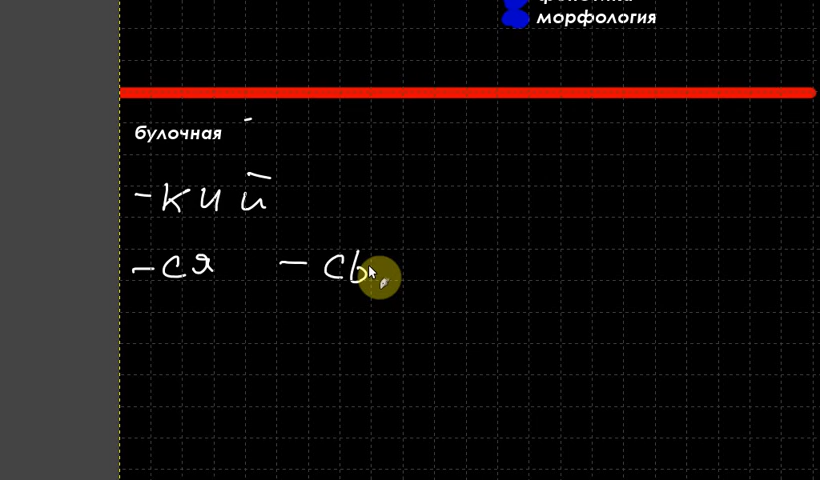 морфология
булочная
-кий
-ся -сь